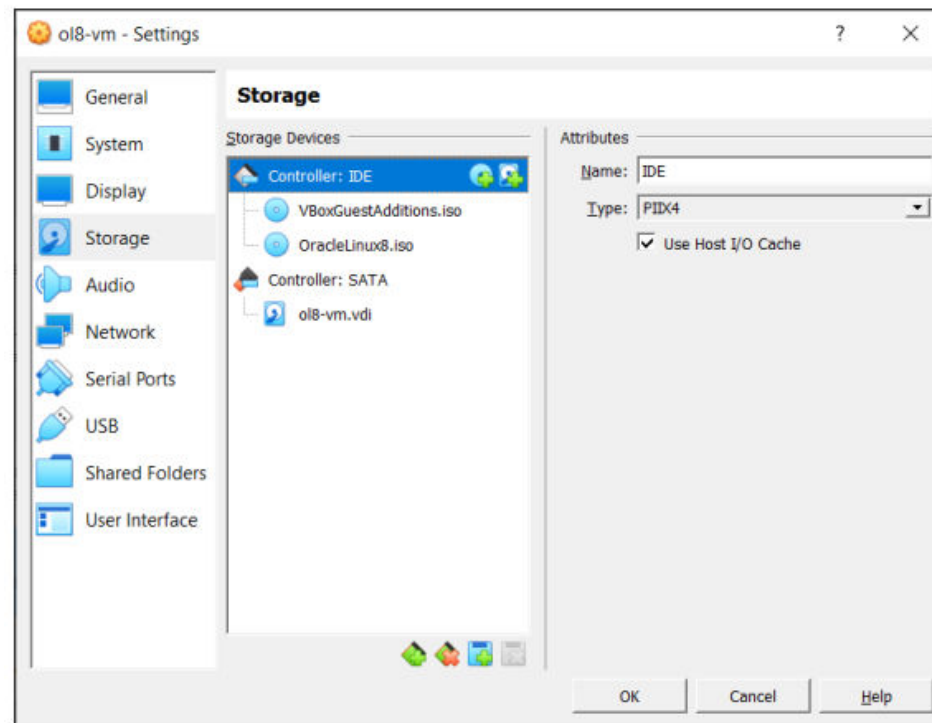 ol8-vm - Settings
?
General
System
Display
Storage
Audio
Network
Serial Ports
USB
Shared Folders
User Interface
Storage
Storage Devices
Controller: IDE
VBoxGuestAdditions.iso
OracleLinux8.iso
Controller: SATA
ol8-vm.vdi
Attributes
Name: IDE
Type: PIIX4
Use Host I/O Cache
OK Cancel Help